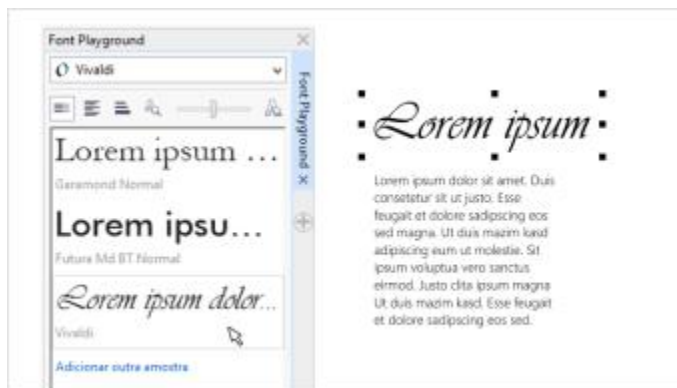 Font Playground
Vivaldi
Font Playground
Lorem ipsum ...
Garamond Normal
Lorem ipsu...
Futura Md BT Normal
Lorem ipsum dolor...
Vivaldi
Adicionar outra amostra
Lorem ipsum
Lorem ipsum dolor sit amet. Duis
consetetur sit ut justo. Esse
feugait et dolore sadipscing eos
sed magna. Ut duis mazim kasd
adipiscing eum ut molestie. Sit
ipsum voluptua vero sanctus
eirmod. Justo clita ipsum magna
Ut duis mazim kasd. Esse feugait
et dolore sadipscing eos sed.